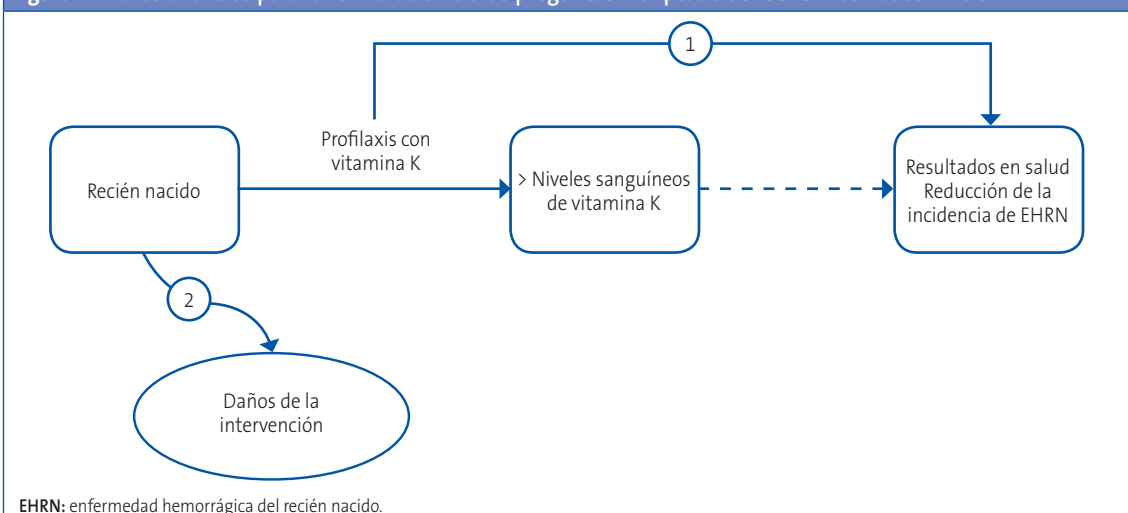 1
Profilaxis con
vitamina K
Recién nacido
> Niveles sanguíneos
de vitamina K
Resultados en salud
Reducción de la
incidencia de EHRN
2
Daños de la
intervención
EHRN: enfermedad hemorrágica del recién nacido.